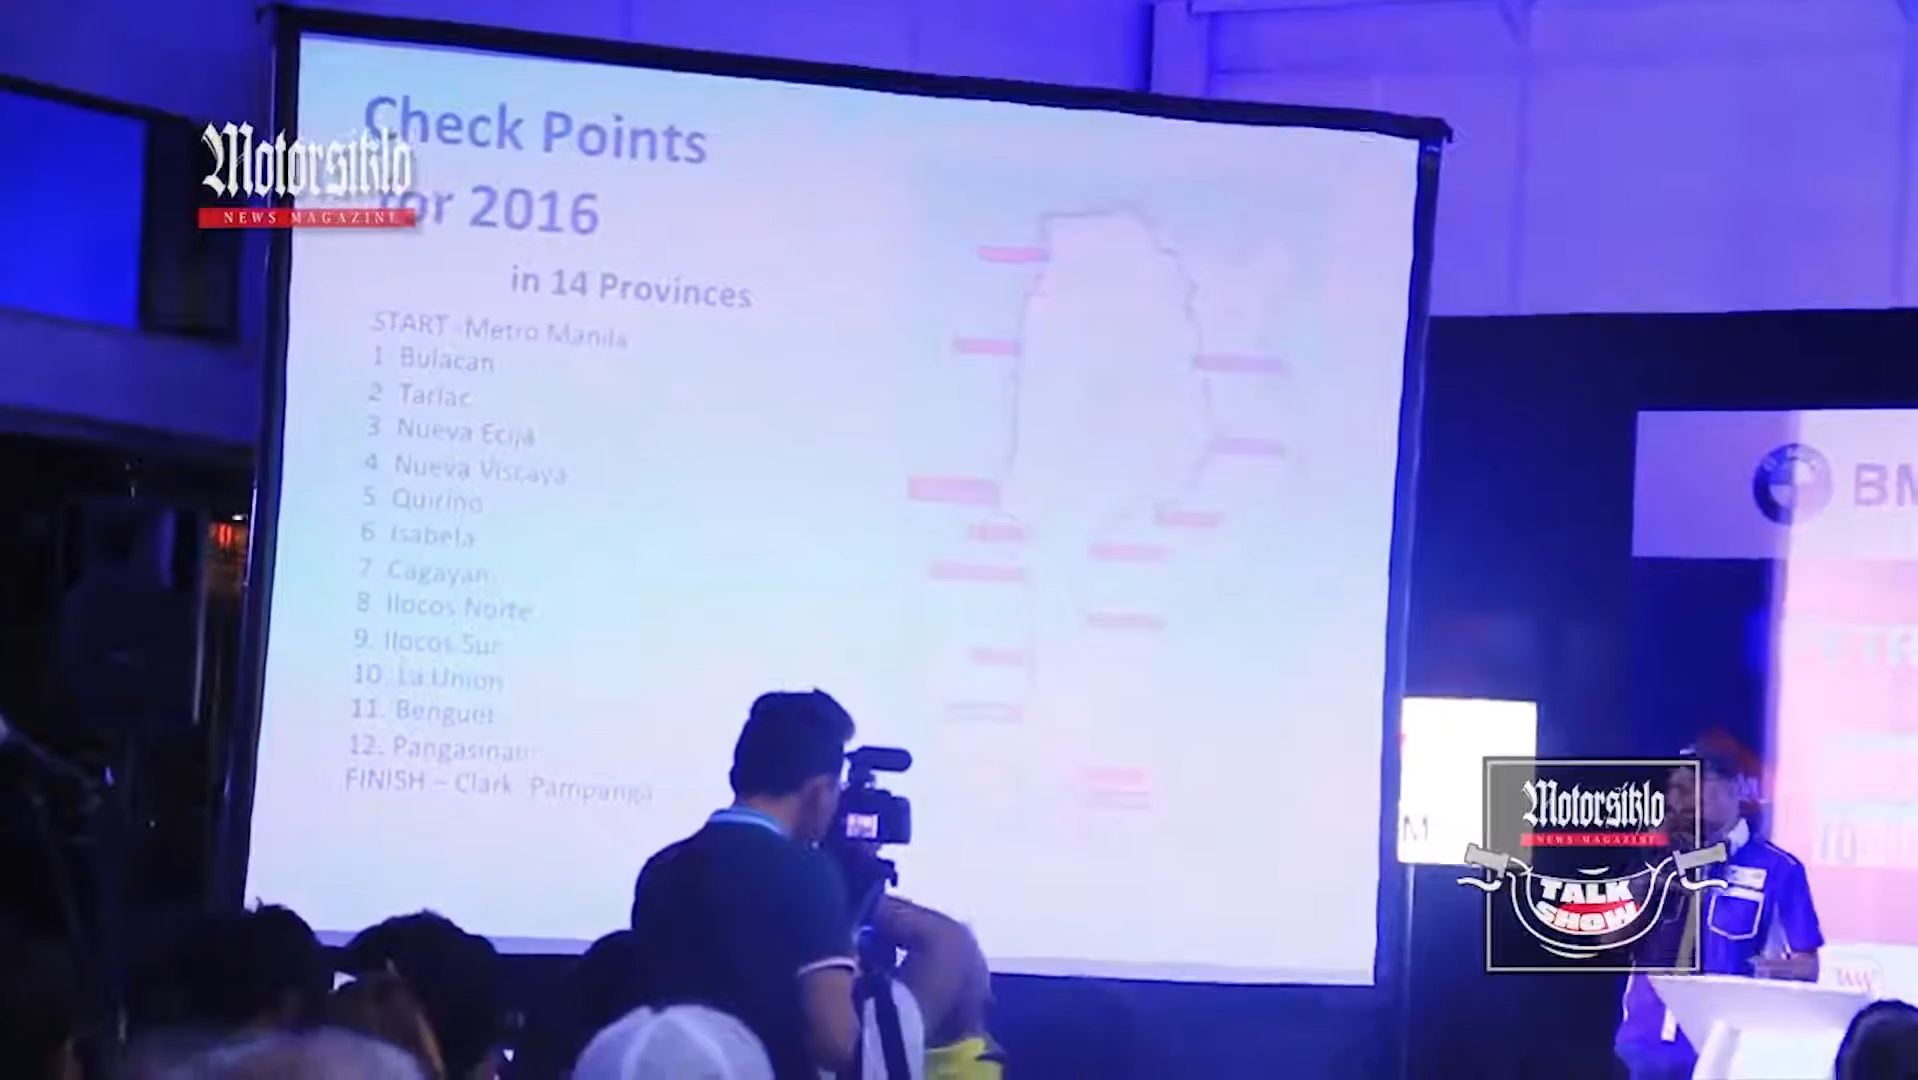 Check Points
for 2016
in 14 Provinces
START - Metro Manila
1 Bulacan
2 Tarlac
3 Nueva Ecija
4 Nueva Viscaya
5 Quirino
6 Isabela
7 Cagayan
8 Ilocos Norte
9. Ilocos Sur
10 La Union
11. Benguet
12. Pangasinan
FINISH – Clark Pampanga
Motorsiklo
NEWS MAGAZINE
BM
M
Motorsiklo
NEWS MAGAZINE
TALK
SHOW